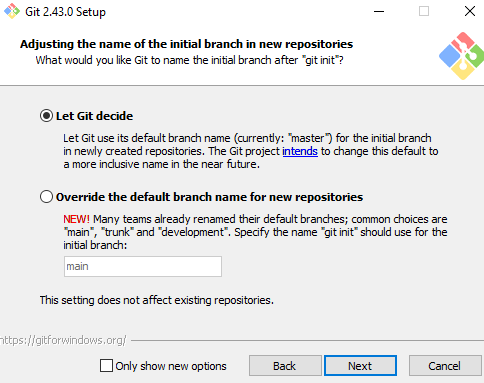 Git 2.43.0 Setup
Adjusting the name of the initial branch in new repositories
What would you like Git to name the initial branch after "git init"?
Let Git decide
Let Git use its default branch name (currently: "master") for the initial branch
in newly created repositories. The Git project intends to change this default to
a more inclusive name in the near future.
Override the default branch name for new repositories
NEW! Many teams already renamed their default branches; common choices are
"main", "trunk" and "development". Specify the name "git init" should use for the
initial branch:
main
This setting does not affect existing repositories.
https://gitforwindows.org/
Only show new options
Back
Next
Cancel